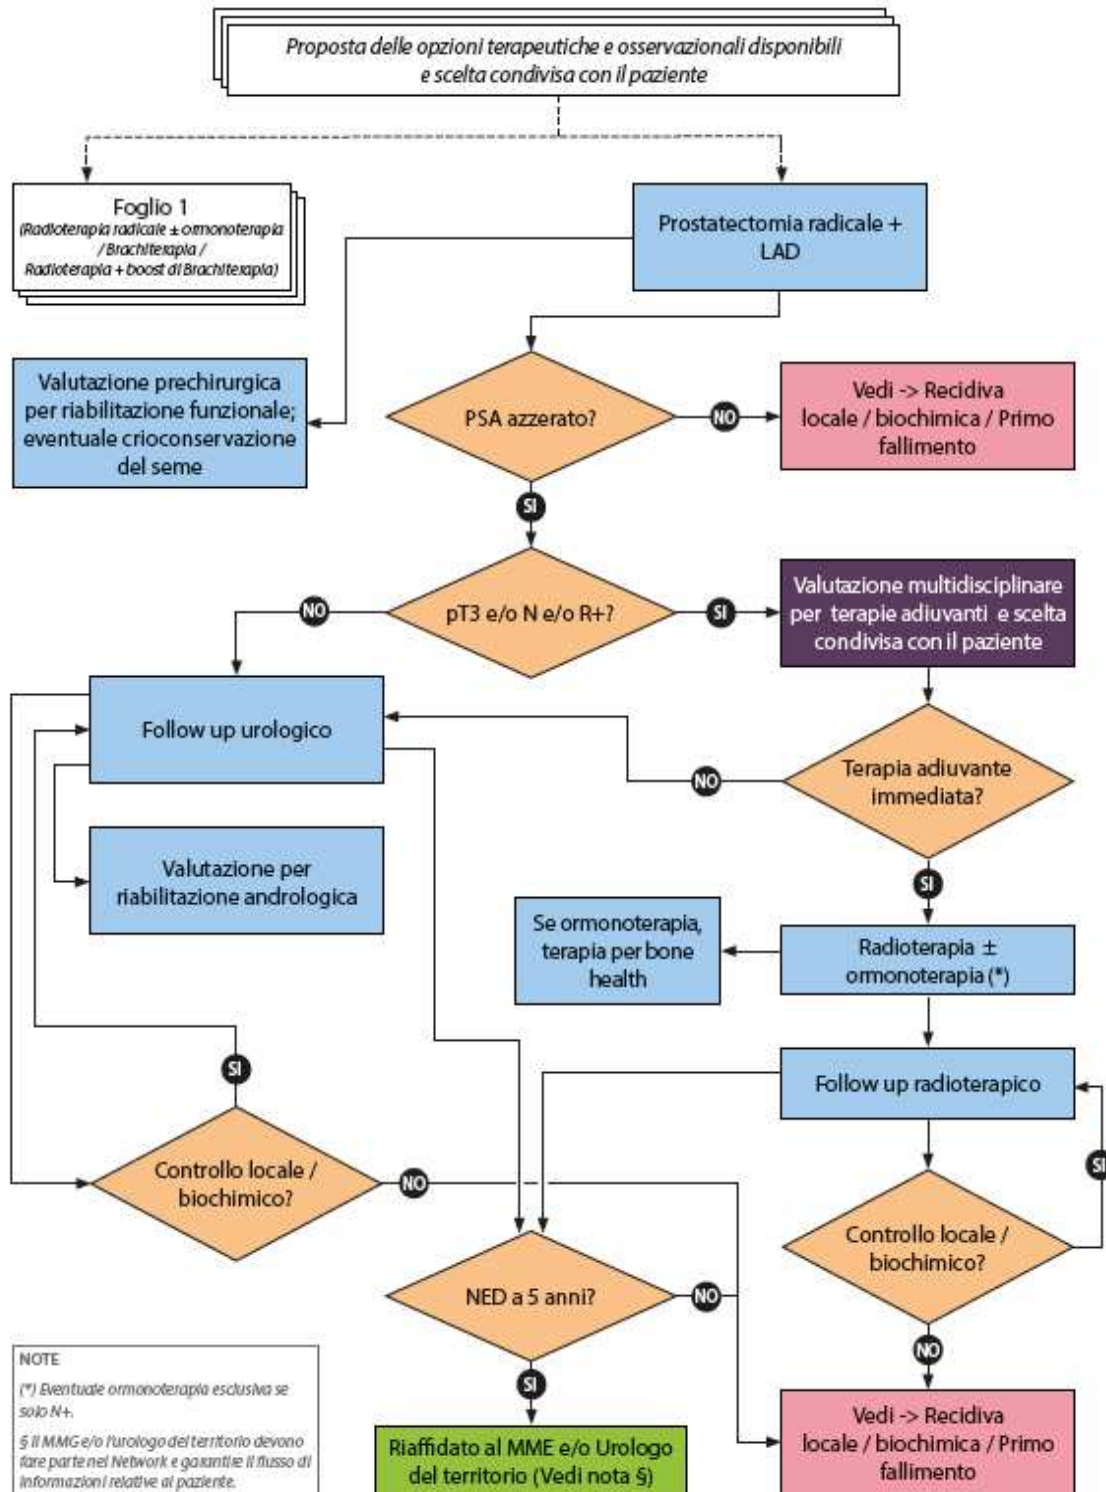 Proposta delle opzioni terapeutiche e osservazionali disponibili
e scelta condivisa con il paziente
Foglio 1
(Radioterapia radicale ± ormonoterapia
/ Brachiterapia /
Radioterapia + boost di Brachiterapia)
Prostatectomia radicale +
LAD
Valutazione prechirurgica
per riabilitazione funzionale;
eventuale crioconservazione
del seme
PSA azzerato?
NO
Vedi -> Recidiva
locale / biochimica / Primo
fallimento
SI
pT3 e/o N e/o R+?
NO
SI
Valutazione multidisciplinare
per terapie adiuvanti e scelta
condivisa con il paziente
Follow up urologico
Terapia adiuvante
immediata?
NO
Valutazione per
riabilitazione andrologica
SI
Se ormonoterapia,
terapia per bone
health
Radioterapia ±
ormonoterapia (*)
Follow up radioterapico
SI
Controllo locale /
biochimico?
NO
SI
Controllo locale /
biochimico?
NED a 5 anni?
NO
NO
SI
Riaffidato al MME e/o Urologo
del territorio (Vedi nota §)
Vedi -> Recidiva
locale / biochimica / Primo
fallimento
NOTE
(*) Eventuale ormonoterapia esclusiva se
solo N+.
§ Il MMG e/o l'urologo del territorio devono
fare parte nel Network e garantire il flusso di
informazioni relative al paziente.